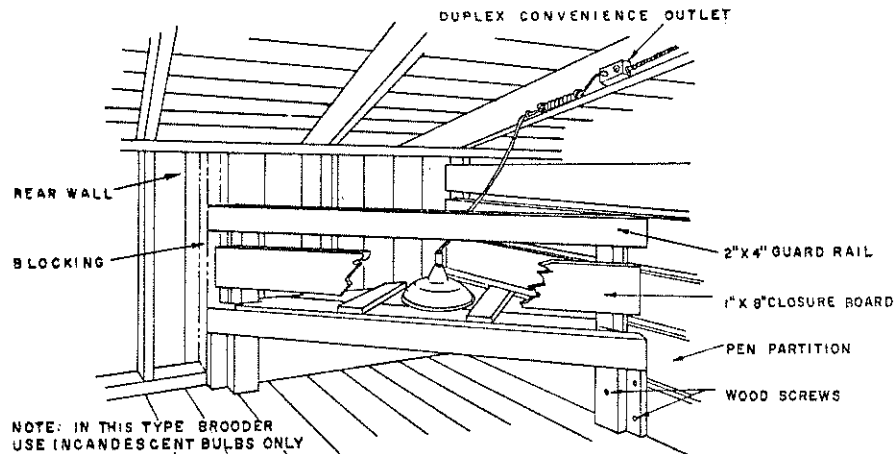 DUPLEX CONVENIENCE OUTLET
REAR WALL
BLOCKING
2"X4" GUARD RAIL
1"X8" CLOSURE BOARD
PEN PARTITION
WOOD SCREWS
NOTE: IN THIS TYPE BROODER
USE INCANDESCENT BULBS ONLY